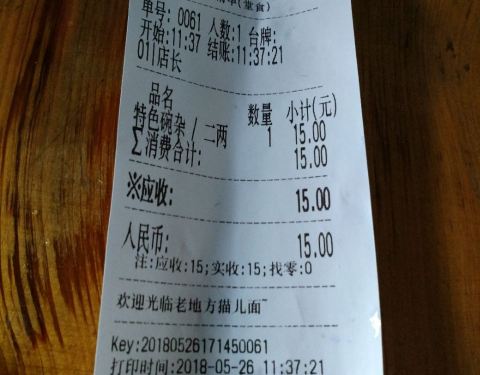 (堂食)
单号: 0061 人数:1 台牌:
开始:11:37 结账:11:37:21
01|店长
品名 数量 小计(元)
特色碗杂 / 二两 1 15.00
∑消费合计: 15.00
※应收: 15.00
人民币: 15.00
注:应收:15;实收:15;找零:0
欢迎光临老地方猫儿面~
Key:20180526171450061
打印时间:2018-05-26 11:37:21